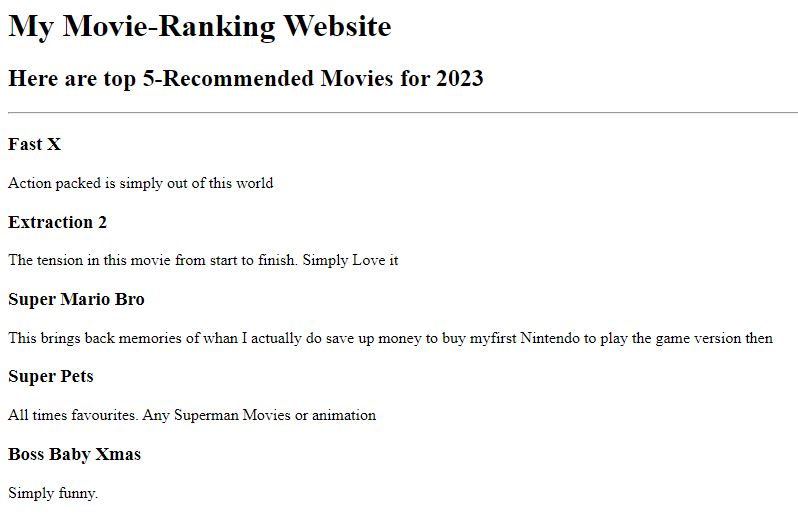 My Movie-Ranking Website
Here are top 5-Recommended Movies for 2023
Fast X
Action packed is simply out of this world
Extraction 2
The tension in this movie from start to finish. Simply Love it
Super Mario Bro
This brings back memories of whan I actually do save up money to buy myfirst Nintendo to play the game version then
Super Pets
All times favourites. Any Superman Movies or animation
Boss Baby Xmas
Simply funny.